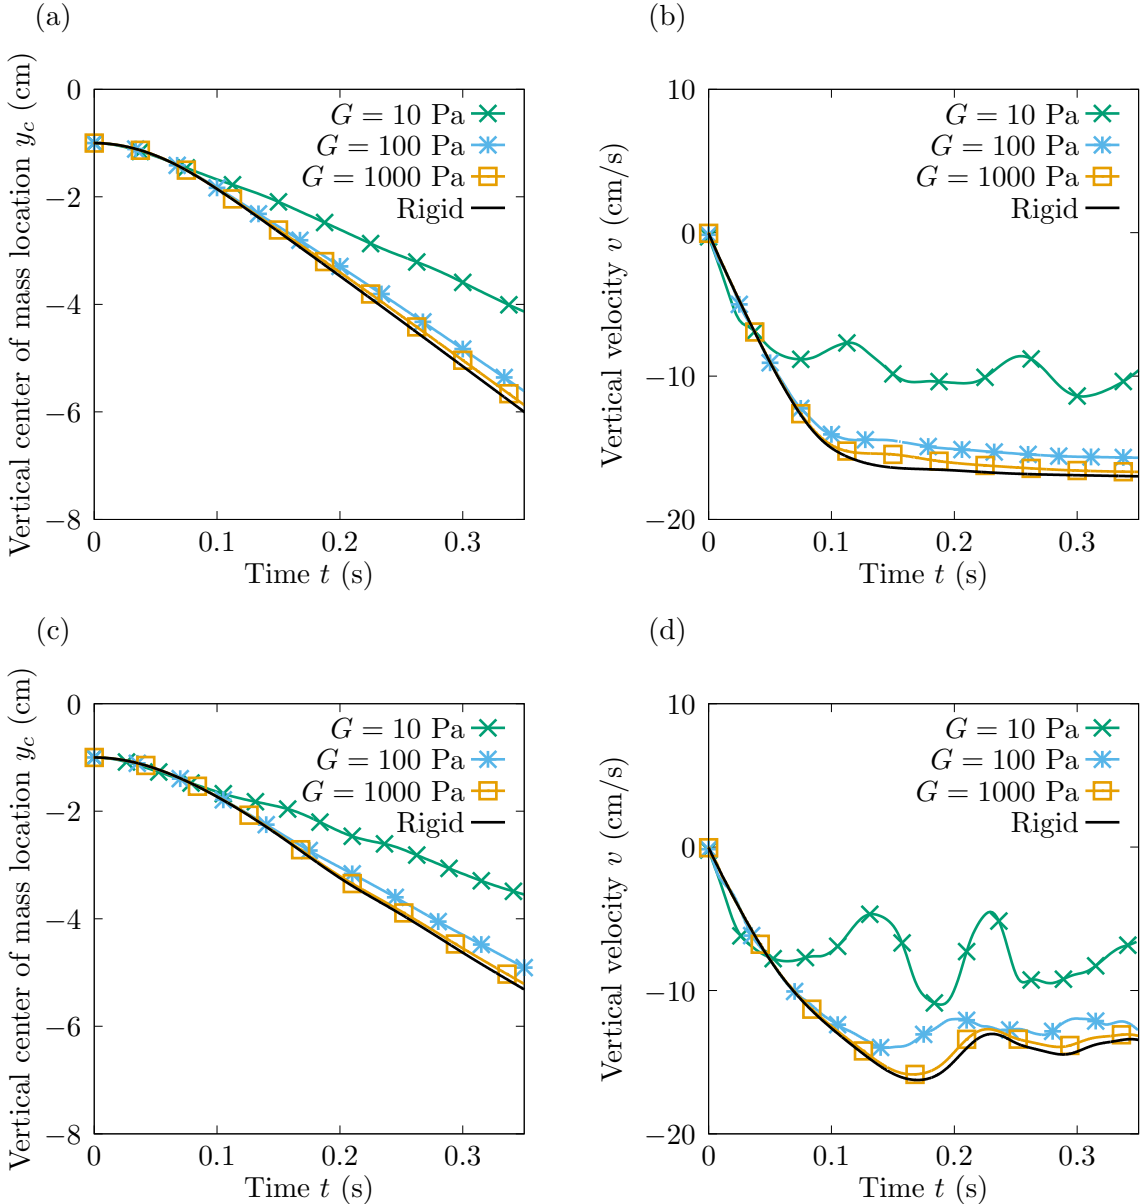 (a)
Vertical center of mass location y_c (cm)
0
−2
−4
−6
−8
G = 10 Pa
G = 100 Pa
G = 1000 Pa
Rigid
0
0.1
0.2
0.3
Time t (s)
(b)
Vertical velocity v (cm/s)
10
0
−10
−20
G = 10 Pa
G = 100 Pa
G = 1000 Pa
Rigid
0
0.1
0.2
0.3
Time t (s)
(c)
Vertical center of mass location y_c (cm)
0
−2
−4
−6
−8
G = 10 Pa
G = 100 Pa
G = 1000 Pa
Rigid
0
0.1
0.2
0.3
Time t (s)
(d)
Vertical velocity v (cm/s)
10
0
−10
−20
G = 10 Pa
G = 100 Pa
G = 1000 Pa
Rigid
0
0.1
0.2
0.3
Time t (s)